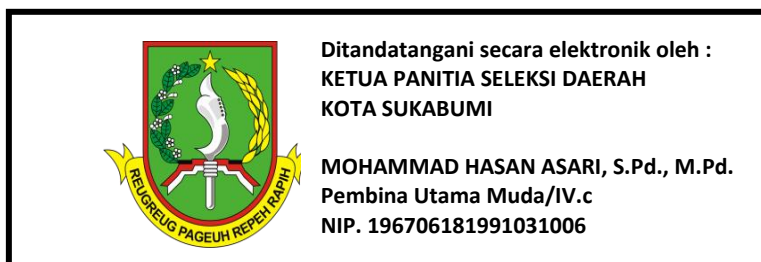 Ditandatangani secara elektronik oleh :
KETUA PANITIA SELEKSI DAERAH
KOTA SUKABUMI
MOHAMMAD HASAN ASARI, S.Pd., M.Pd.
Pembina Utama Muda/IV.c
NIP. 196706181991031006
REUGREUG PAGEUH REPEH RAPIH